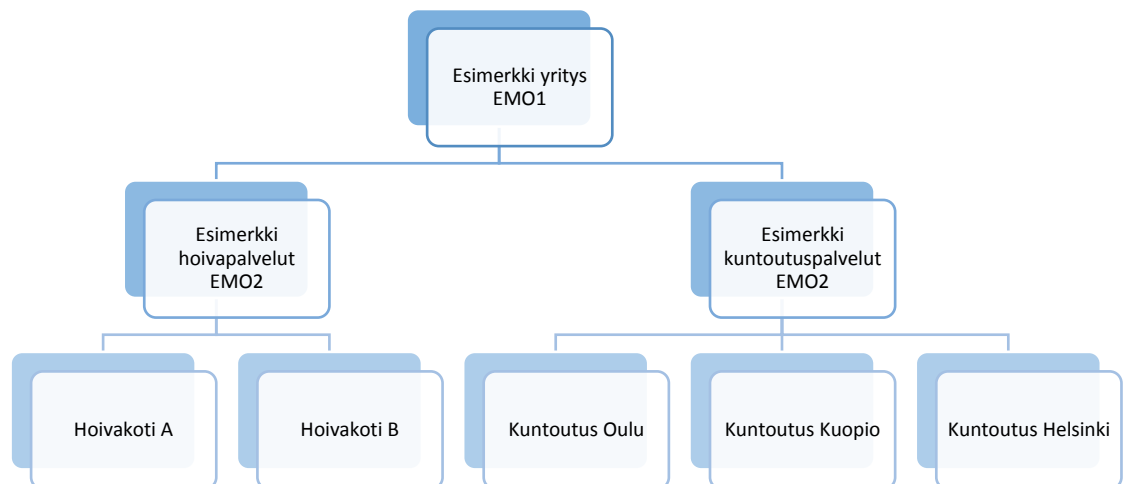 Esimerkki yritys
EMO1
Esimerkki
hoivapalvelut
EMO2
Esimerkki
kuntoutuspalvelut
EMO2
Hoivakoti A
Hoivakoti B
Kuntoutus Oulu
Kuntoutus Kuopio
Kuntoutus Helsinki